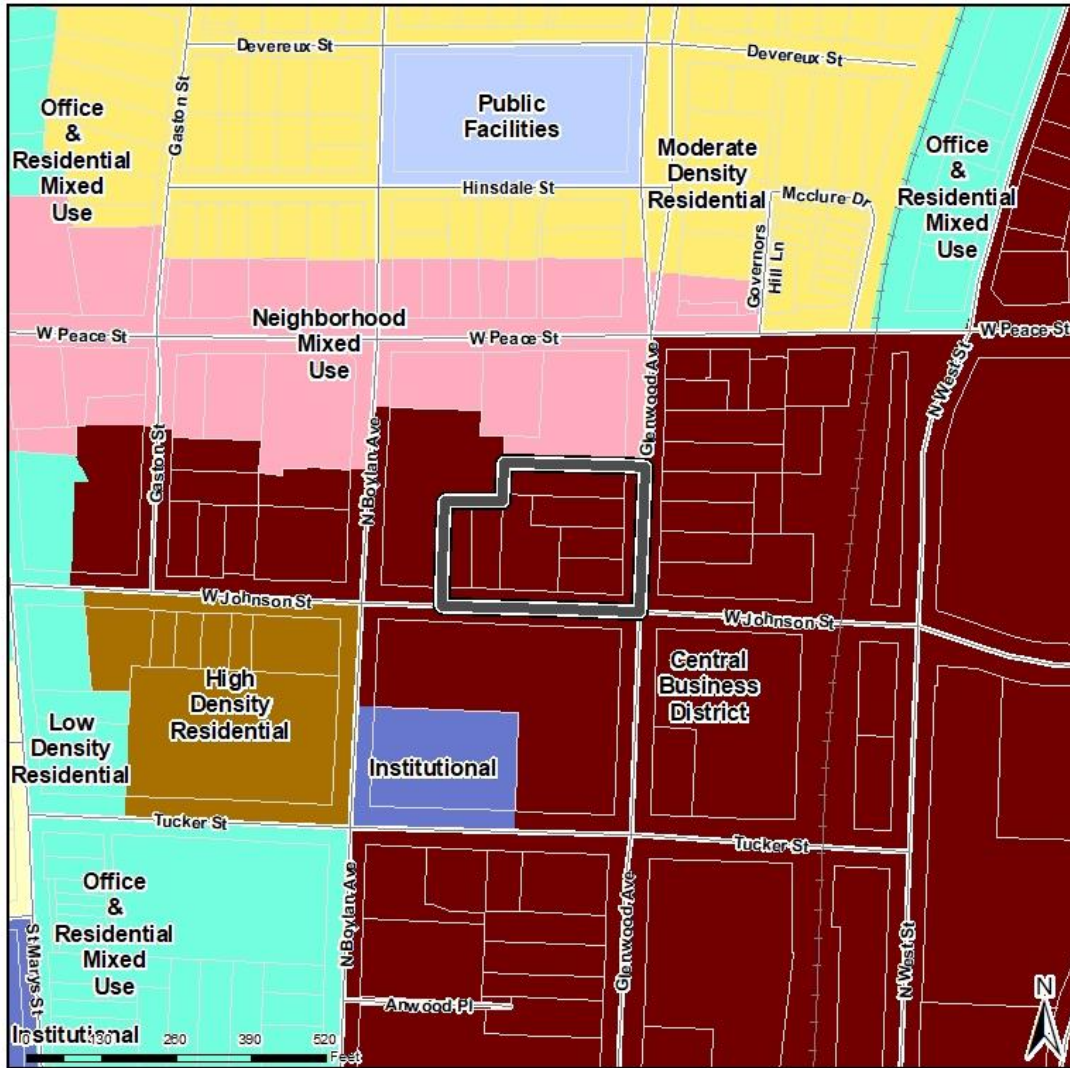 Devereux St
Devereux St
Gaston St
Office
&
Residential
Mixed
Use
Public
Facilities
Moderate
Density
Residential
Office
&
Residential
Mixed
Use
Hinsdale St
Mcclure Dr
Governors
Hill Ln
Neighborhood
Mixed
Use
W Peace St
W Peace St
W Peace St
N West St
Glenwood Ave
N Boylan Ave
Gaston St
W Johnson St
W Johnson St
High
Density
Residential
Central
Business
District
Low
Density
Residential
Institutional
Tucker St
Tucker St
Office
&
Residential
Mixed
Use
N Boylan Ave
Glenwood Ave
N West St
St Marys St
Anwood Pl
Institutional
N
0 130 260 390 520
Feet